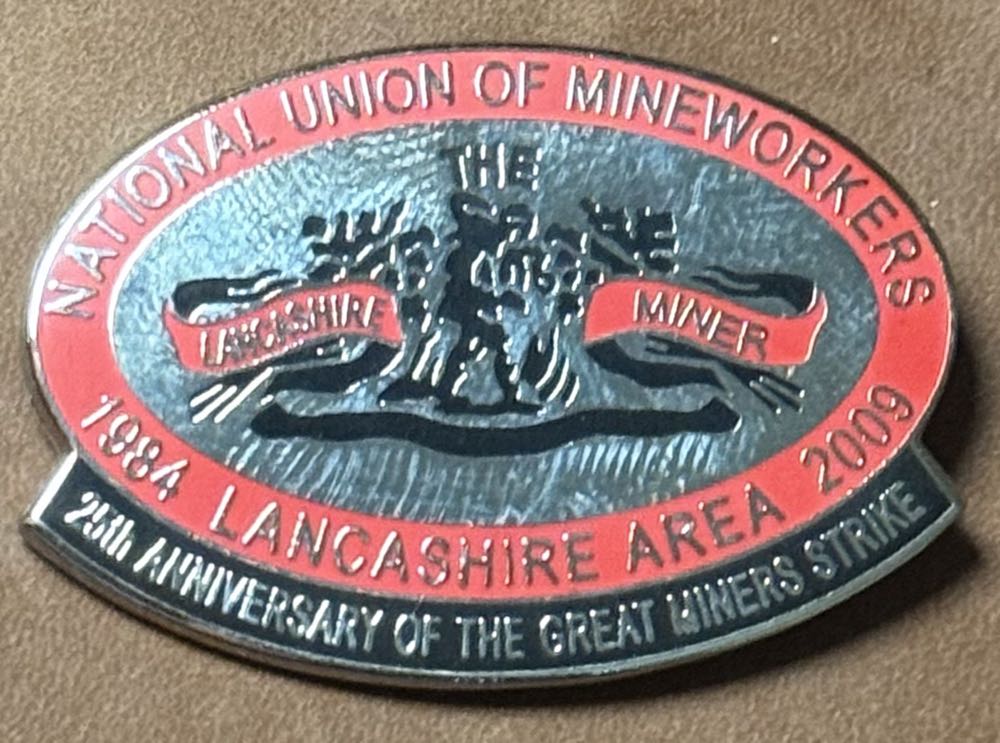 NATIONAL UNION OF MINEWORKERS
THE
LANCASHIRE MINER
1984 LANCASHIRE AREA 2009
25th ANNIVERSARY OF THE GREAT MINERS STRIKE